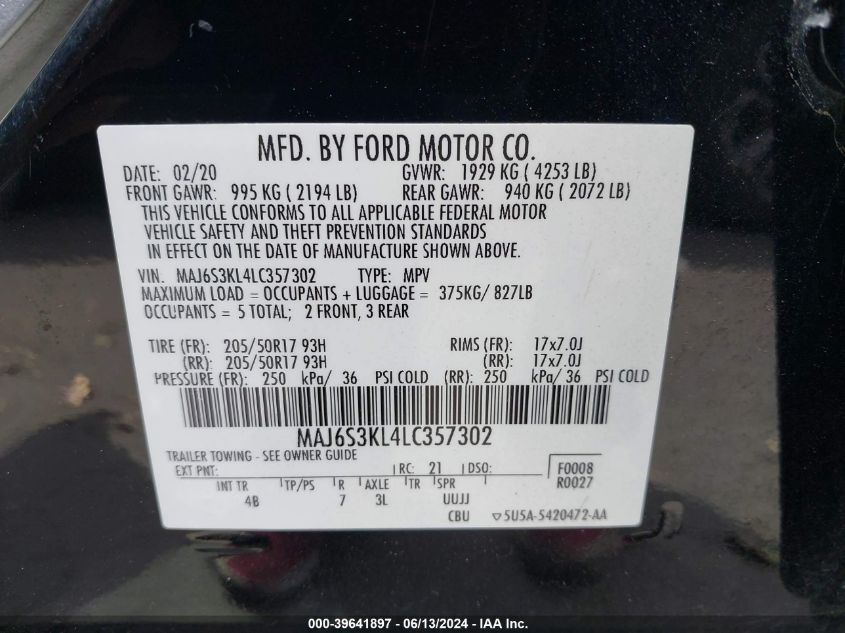 MFD. BY FORD MOTOR CO.
DATE: 02/20 GVWR: 1929 KG ( 4253 LB)
FRONT GAWR: 995 KG ( 2194 LB) REAR GAWR: 940 KG ( 2072 LB)
THIS VEHICLE CONFORMS TO ALL APPLICABLE FEDERAL MOTOR
VEHICLE SAFETY AND THEFT PREVENTION STANDARDS
IN EFFECT ON THE DATE OF MANUFACTURE SHOWN ABOVE.
VIN: MAJ6S3KL4LC357302 TYPE: MPV
MAXIMUM LOAD = OCCUPANTS + LUGGAGE = 375KG/ 827LB
OCCUPANTS = 5 TOTAL; 2 FRONT, 3 REAR
TIRE (FR): 205/50R17 93H RIMS (FR): 17x7.0J
(RR): 205/50R17 93H (RR): 17x7.0J
PRESSURE (FR): 250 kPa/ 36 PSI COLD (RR): 250 kPa/ 36 PSI COLD
MAJ6S3KL4LC357302
TRAILER TOWING - SEE OWNER GUIDE
EXT PNT: RC: 21 DSO: F0008
R0027
INT TR TP/PS R AXLE TR SPR
4B 7 3L UUJJ
CBU ▽5U5A-5420472-AA
000-39641897 - 06/13/2024 - IAA Inc.